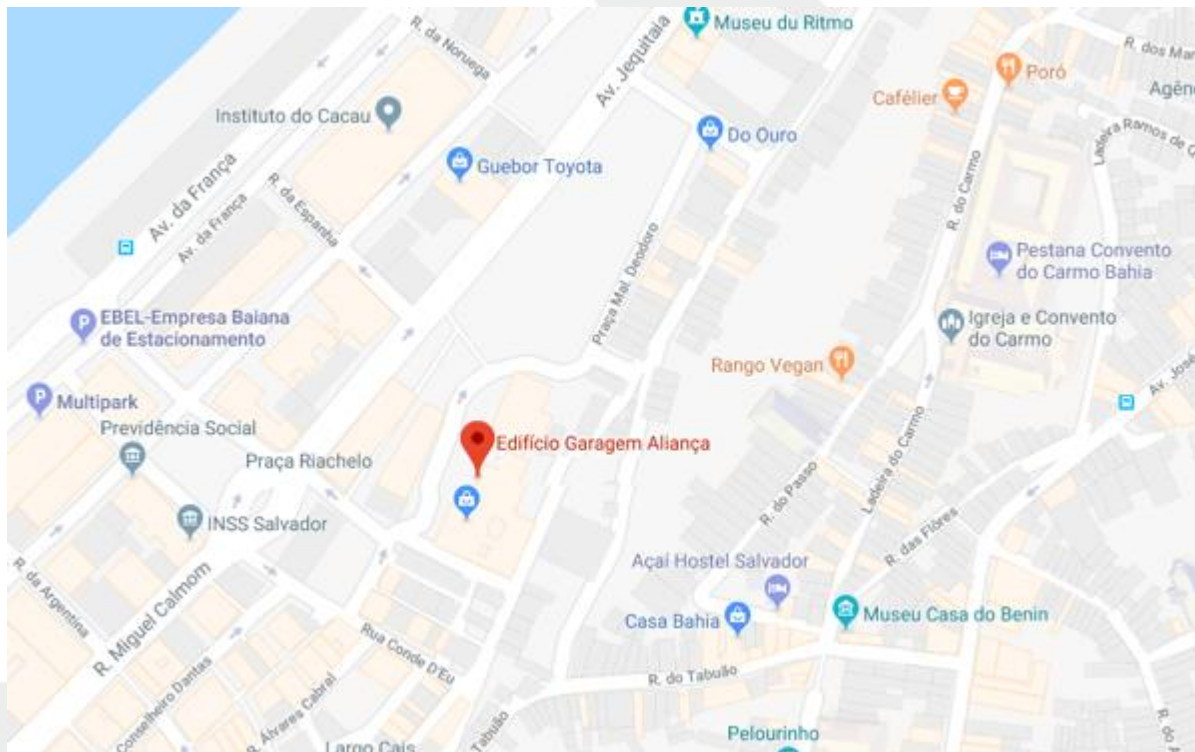 R. da Noruega
Av. Jequitaia
Museu du Ritmo
R. dos Mar
Poró
Cafélier
Agênc
Instituto do Cacau
Do Ouro
Ladeira Ramos de Q
Guebor Toyota
Av. da França
Av. da França
R. da Espanha
R. do Carmo
Pestana Convento
do Carmo Bahia
Praça Mal. Deodoro
EBEL-Empresa Baiana
de Estacionamento
Igreja e Convento
do Carmo
Rango Vegan
Av. José
Multipark
Previdência Social
Edifício Garagem Aliança
Praça Riachelo
R. do Passo
Ladeira do Carmo
INSS Salvador
R. das Flôres
R. da Argentina
R. Miguel Calmom
Açaí Hostel Salvador
Casa Bahia
Museu Casa do Benin
Rua Conde D'Eu
R. do Tabuão
Conselheiro Dantas
R. Álvares Cabral
Tabuão
Largo Cais
Pelourinho